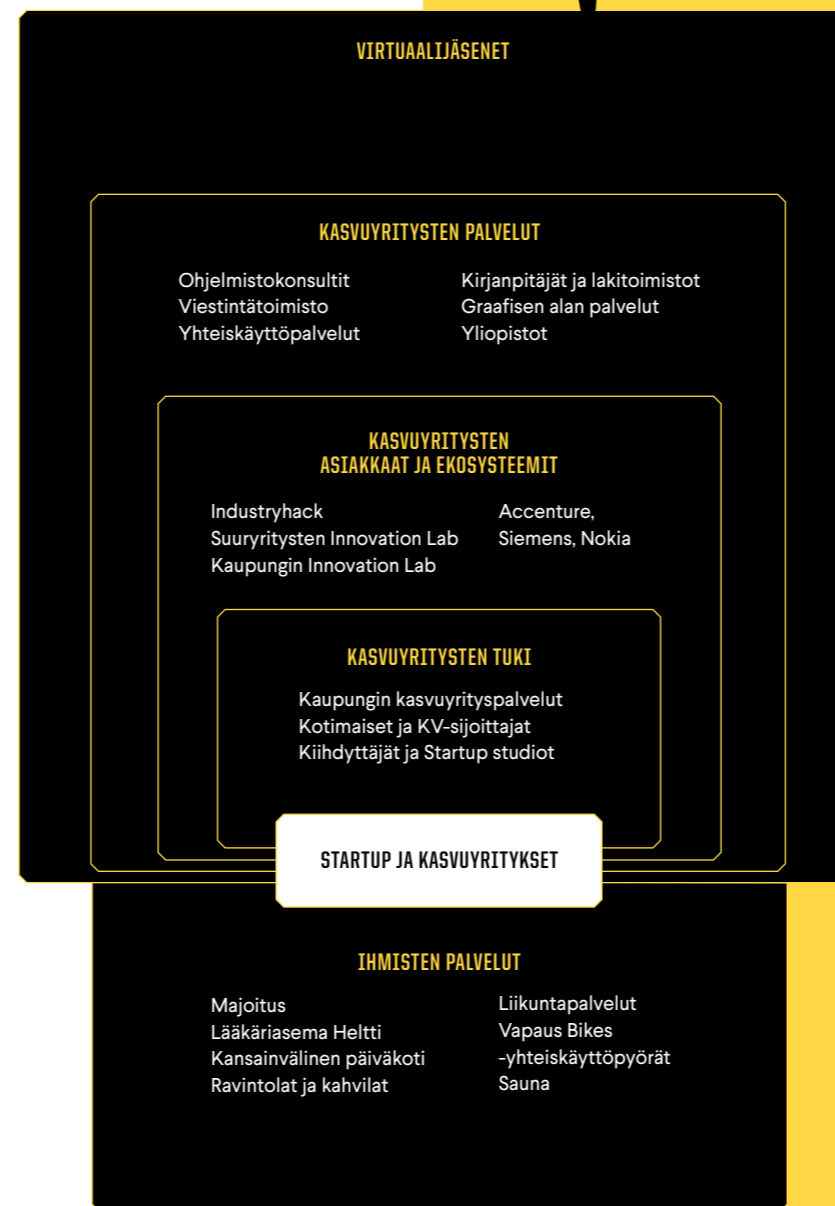 VIRTUAALIJÄSENET
KASVUYRITYSTEN PALVELUT
Ohjelmistokonsultit
Viestintätoimisto
Yhteiskäyttöpalvelut
Kirjanpitäjät ja lakitoimistot
Graafisen alan palvelut
Yliopistot
KASVUYRITYSTEN
ASIAKKAAT JA EKOSYSTEEMIT
Industryhack
Suuryritysten Innovation Lab
Kaupungin Innovation Lab
Accenture,
Siemens, Nokia
KASVUYRITYSTEN TUKI
Kaupungin kasvuyrityspalvelut
Kotimaiset ja KV-sijoittajat
Kiihdyttäjät ja Startup studiot
STARTUP JA KASVUYRITYKSET
IHMISTEN PALVELUT
Majoitus
Lääkäriasema Heltti
Kansainvälinen päiväkoti
Ravintolat ja kahvilat
Liikuntapalvelut
Vapaus Bikes
-yhteiskäyttöpyörät
Sauna